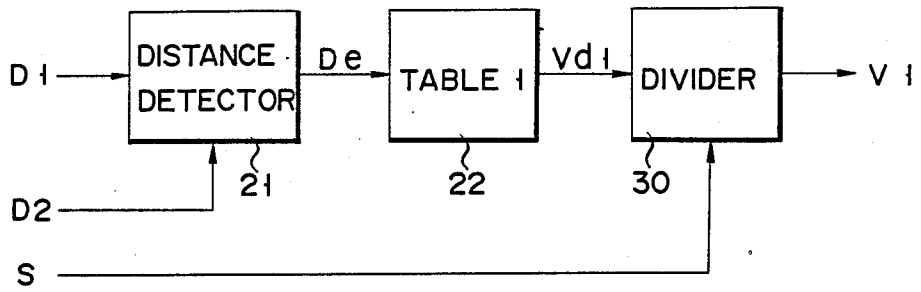 D1
DISTANCE
DETECTOR
De
TABLE 1
Vd1
DIVIDER
V1
21
22
30
D2
S